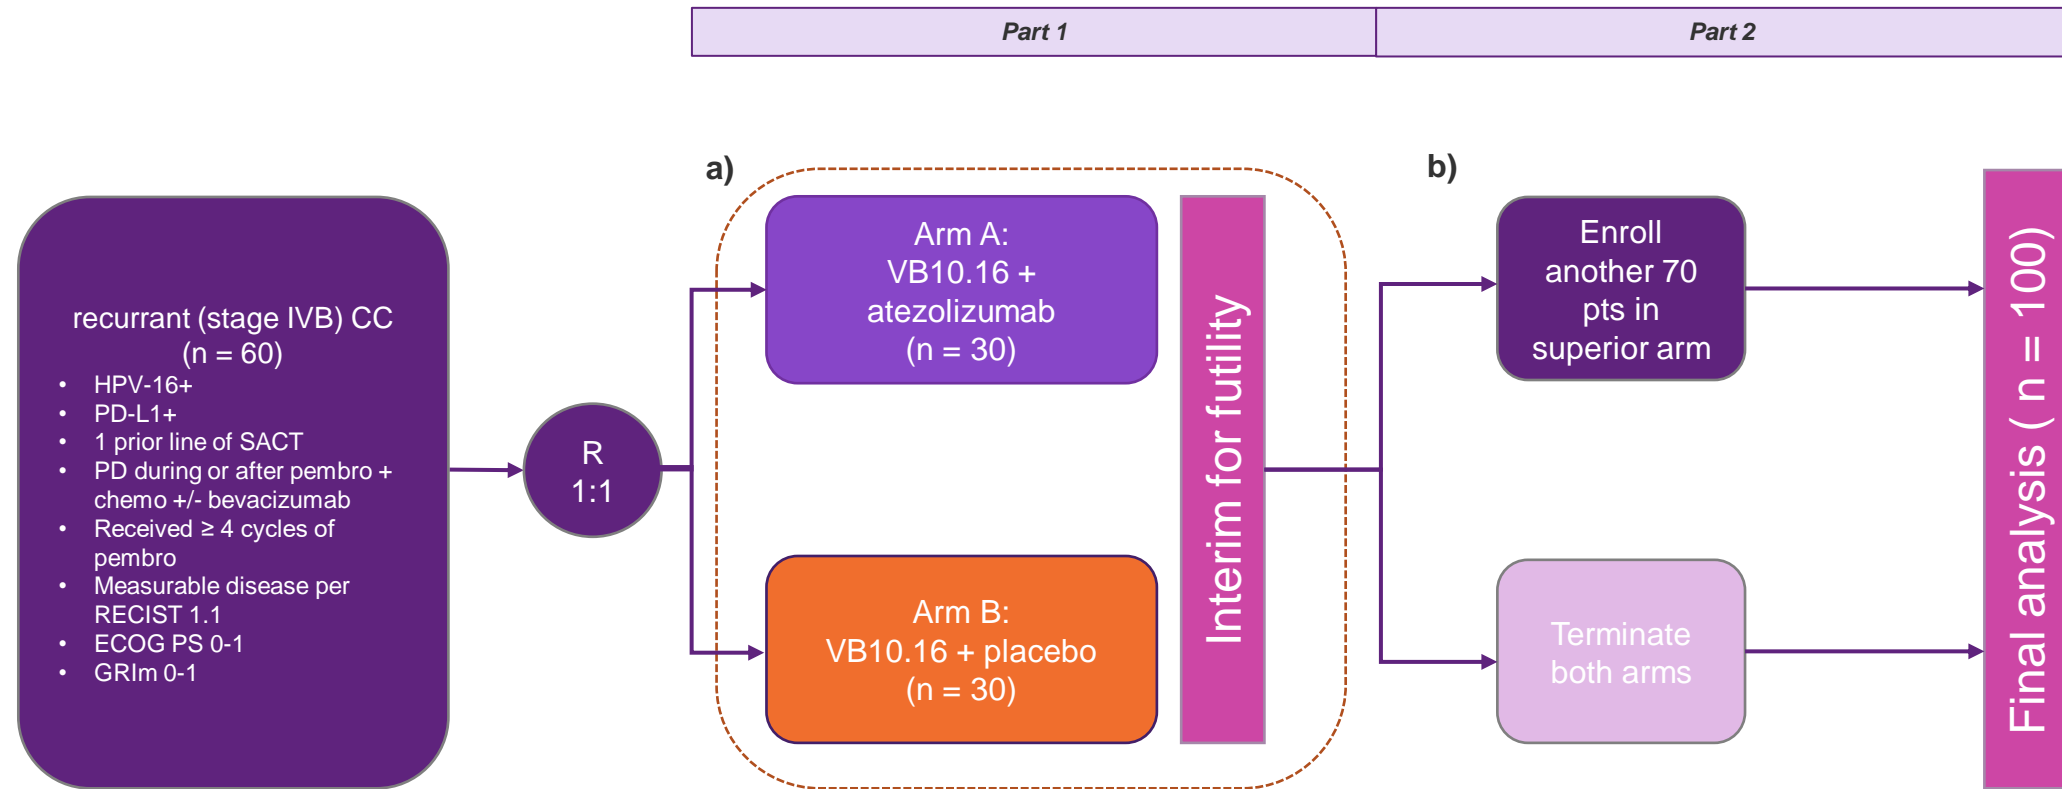 Part 1
Part 2
a)
b)
recurrant (stage IVB) CC
(n = 60)
• HPV-16+
• PD-L1+
• 1 prior line of SACT
• PD during or after pembro +
chemo +/- bevacizumab
• Received ≥ 4 cycles of
pembro
• Measurable disease per
RECIST 1.1
• ECOG PS 0-1
• GRIm 0-1
R
1:1
Arm A:
VB10.16 +
atezolizumab
(n = 30)
Arm B:
VB10.16 + placebo
(n = 30)
Interim for futility
Enroll
another 70
pts in
superior arm
Terminate
both arms
Final analysis ( n = 100)